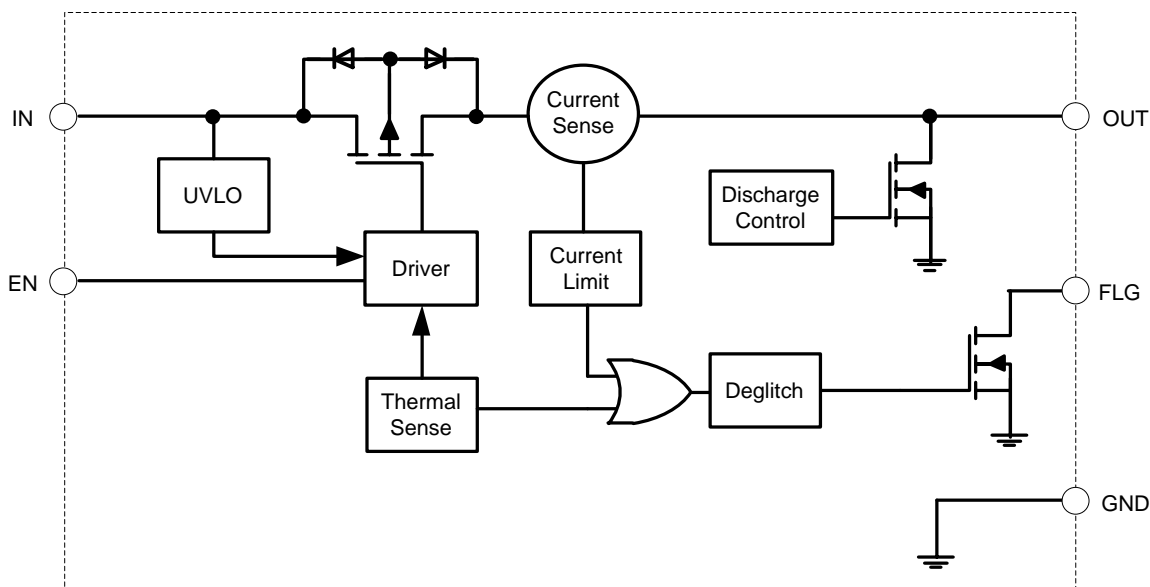 IN
Current
Sense
OUT
UVLO
Discharge
Control
EN
Driver
Current
Limit
FLG
Thermal
Sense
Deglitch
GND